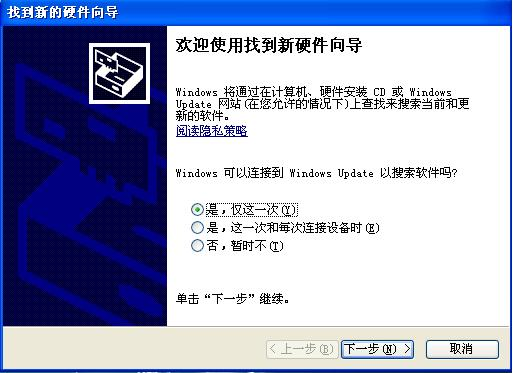 找到新的硬件向导
欢迎使用找到新硬件向导
Windows 将通过在计算机、硬件安装 CD 或 Windows
Update 网站(在您允许的情况下)上查找来搜索当前和更
新的软件。
阅读隐私策略
Windows 可以连接到 Windows Update 以搜索软件吗?
是，仅这一次(Y)
是，这一次和每次连接设备时(E)
否，暂时不(T)
单击“下一步”继续。
< 上一步(B) 下一步(N) > 取消